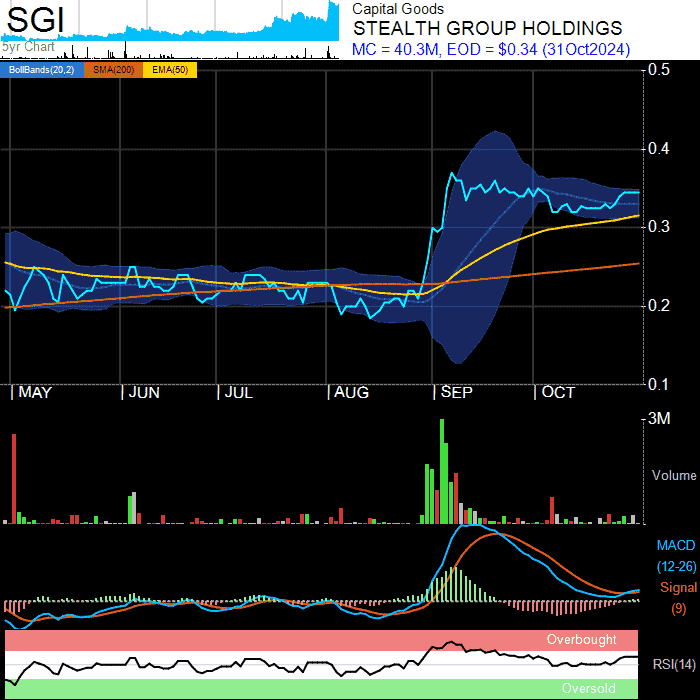 SGI
5yr Chart
Capital Goods
STEALTH GROUP HOLDINGS
MC = 40.3M, EOD = $0.34 (31Oct2024)
BollBands(20,2) SMA(200) EMA(50)
0.5
0.4
0.3
0.2
0.1
MAY JUN JUL AUG SEP OCT
3M
Volume
MACD
(12-26)
Signal
(9)
Overbought
RSI(14)
Oversold